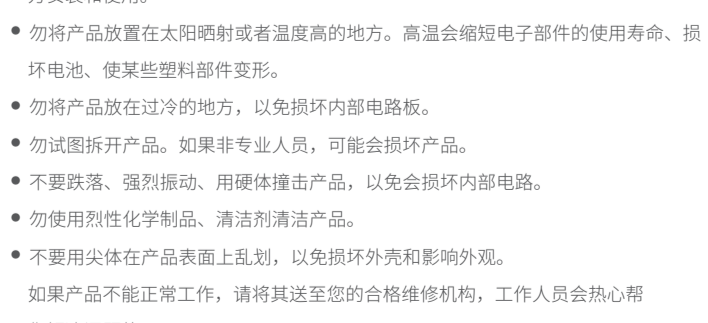 ● 勿将产品放置在太阳晒射或者温度高的地方。高温会缩短电子部件的使用寿命、损
坏电池、使某些塑料部件变形。
● 勿将产品放在过冷的地方，以免损坏内部电路板。
● 勿试图拆开产品。如果非专业人员，可能会损坏产品。
● 不要跌落、强烈振动、用硬体撞击产品，以免会损坏内部电路。
● 勿使用烈性化学制品、清洁剂清洁产品。
● 不要用尖体在产品表面上乱划，以免损坏外壳和影响外观。
如果产品不能正常工作，请将其送至您的合格维修机构，工作人员会热心帮